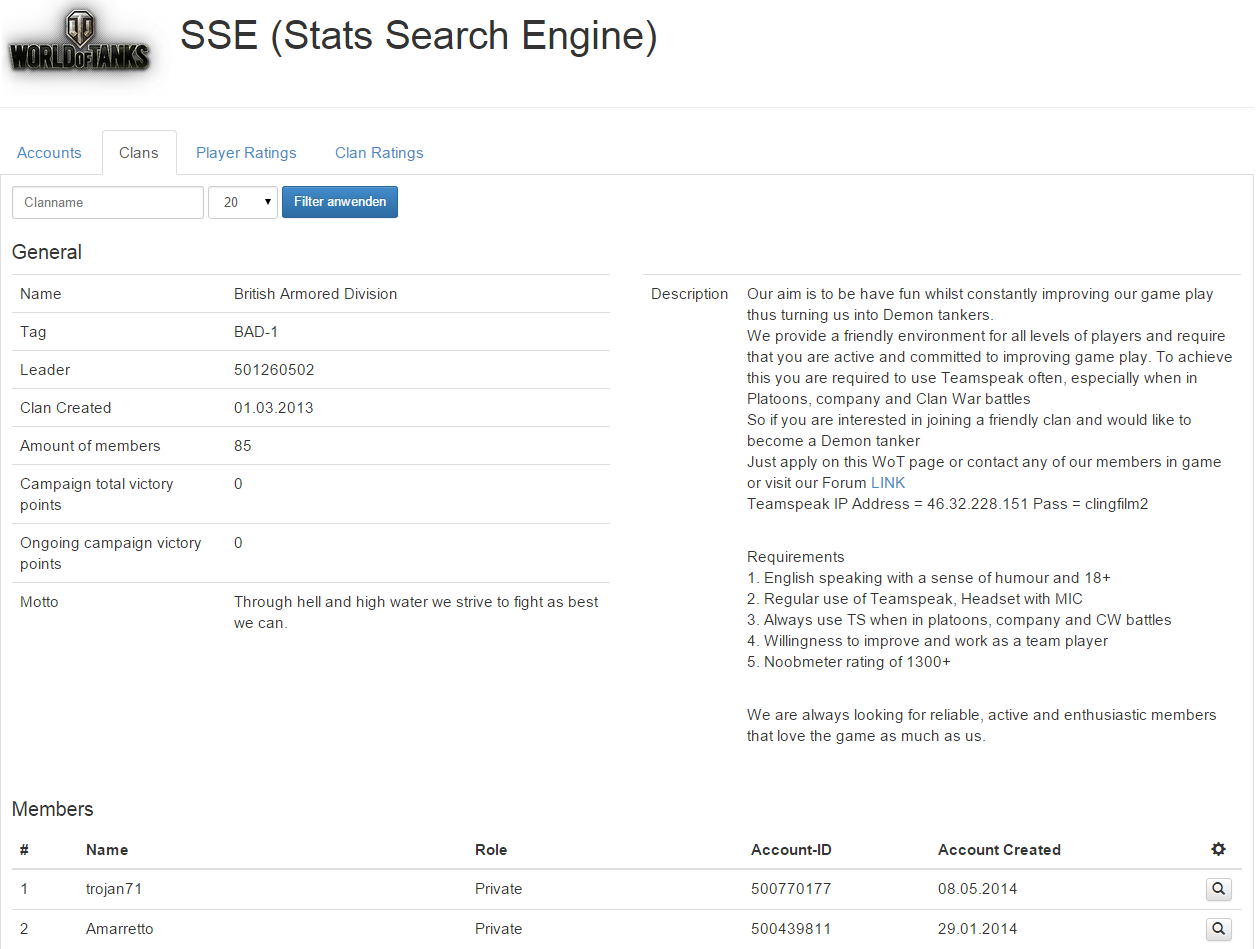 WORLD OF TANKS
SSE (Stats Search Engine)
Accounts Clans Player Ratings Clan Ratings
Clanname 20 Filter anwenden
General
Name British Armored Division
Tag BAD-1
Leader 501260502
Clan Created 01.03.2013
Amount of members 85
Campaign total victory
points 0
Ongoing campaign victory
points 0
Motto Through hell and high water we strive to fight as best
we can.
Description Our aim is to be have fun whilst constantly improving our game play
thus turning us into Demon tankers.
We provide a friendly environment for all levels of players and require
that you are active and committed to improving game play. To achieve
this you are required to use Teamspeak often, especially when in
Platoons, company and Clan War battles
So if you are interested in joining a friendly clan and would like to
become a Demon tanker
Just apply on this WoT page or contact any of our members in game
or visit our Forum LINK
Teamspeak IP Address = 46.32.228.151 Pass = clingfilm2
Requirements
1. English speaking with a sense of humour and 18+
2. Regular use of Teamspeak, Headset with MIC
3. Always use TS when in platoons, company and CW battles
4. Willingness to improve and work as a team player
5. Noobmeter rating of 1300+
We are always looking for reliable, active and enthusiastic members
that love the game as much as us.
Members
# Name Role Account-ID Account Created
1 trojan71 Private 500770177 08.05.2014
2 Amarretto Private 500439811 29.01.2014